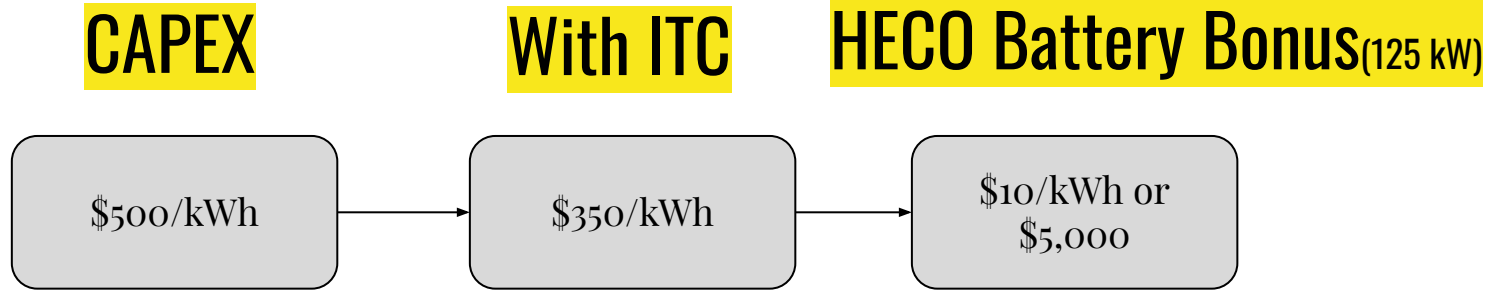 CAPEX
With ITC
HECO Battery Bonus(125 kW)
$500/kWh
$350/kWh
$10/kWh or
$5,000